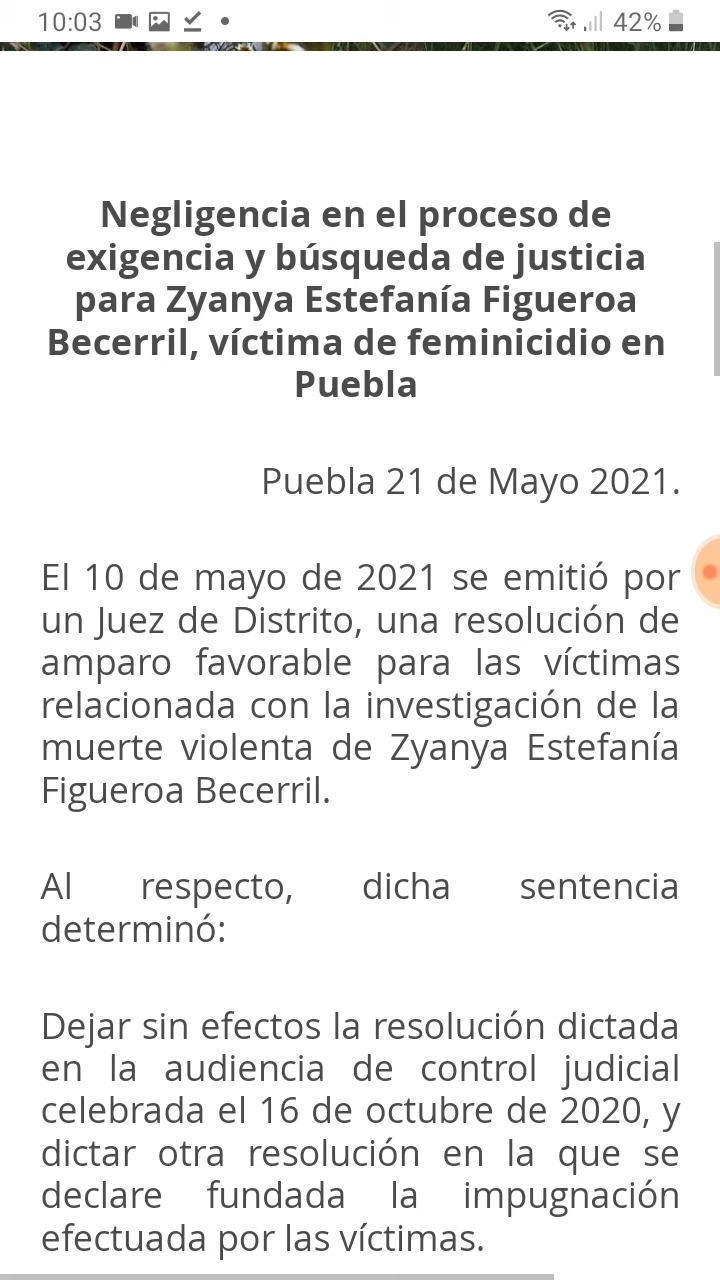 10:03
42%
Negligencia en el proceso de
exigencia y búsqueda de justicia
para Zyanya Estefanía Figueroa
Becerril, víctima de feminicidio en
Puebla
Puebla 21 de Mayo 2021.
El 10 de mayo de 2021 se emitió por
un Juez de Distrito, una resolución de
amparo favorable para las víctimas
relacionada con la investigación de la
muerte violenta de Zyanya Estefanía
Figueroa Becerril.
Al respecto, dicha sentencia
determinó:
Dejar sin efectos la resolución dictada
en la audiencia de control judicial
celebrada el 16 de octubre de 2020, y
dictar otra resolución en la que se
declare fundada la impugnación
efectuada por las víctimas.